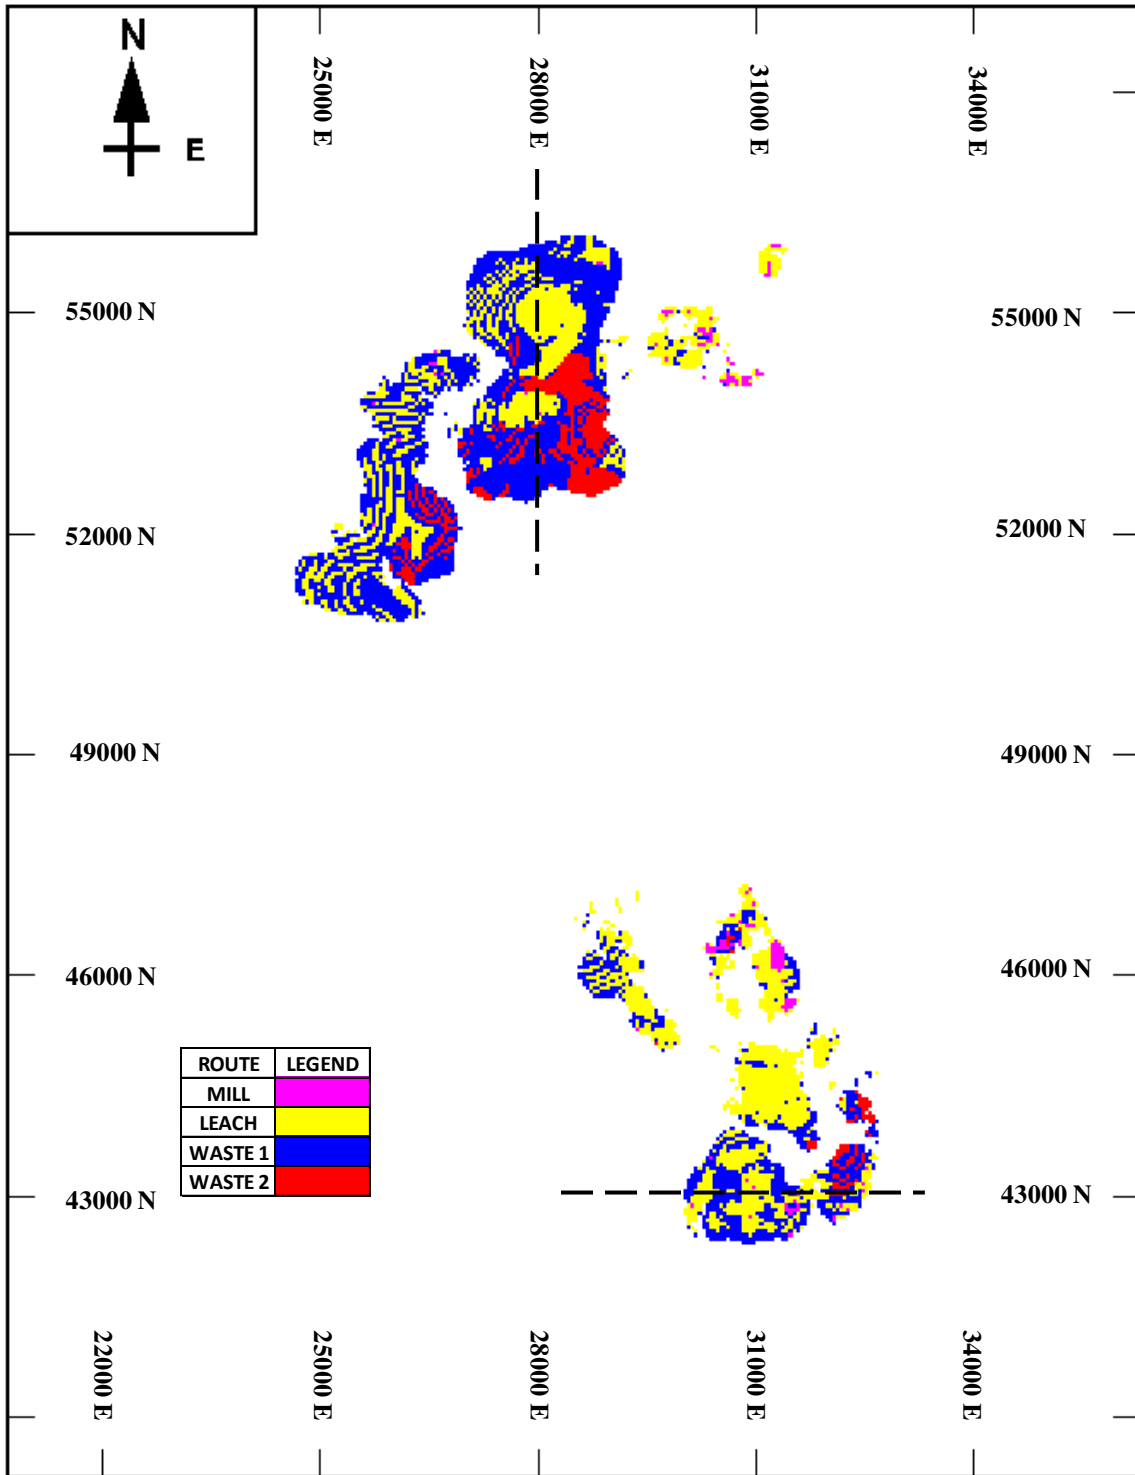 N
E
25000 E
28000 E
31000 E
34000 E
55000 N
55000 N
52000 N
52000 N
49000 N
49000 N
46000 N
46000 N
ROUTE LEGEND
MILL
LEACH
WASTE 1
WASTE 2
43000 N
43000 N
22000 E
25000 E
28000 E
31000 E
34000 E